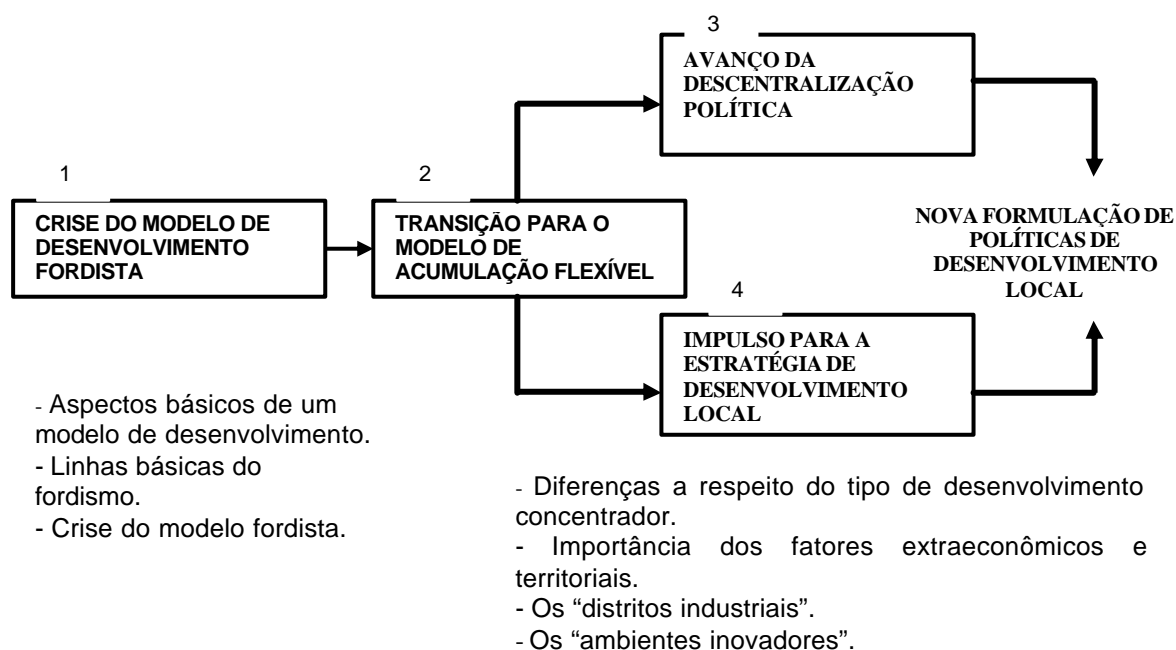 3
AVANÇO DA
DESCENTRALIZAÇÃO
POLÍTICA
1
CRISE DO MODELO DE
DESENVOLVIMENTO
FORDISTA
2
TRANSIÇÃO PARA O
MODELO DE
ACUMULAÇÃO FLEXÍVEL
NOVA FORMULAÇÃO DE
POLÍTICAS DE
DESENVOLVIMENTO
LOCAL
4
IMPULSO PARA A
ESTRATÉGIA DE
DESENVOLVIMENTO
LOCAL
- Aspectos básicos de um
modelo de desenvolvimento.
- Linhas básicas do
fordismo.
- Crise do modelo fordista.
- Diferenças a respeito do tipo de desenvolvimento
concentrador.
- Importância dos fatores extraeconômicos e
territoriais.
- Os “distritos industriais”.
- Os “ambientes inovadores”.